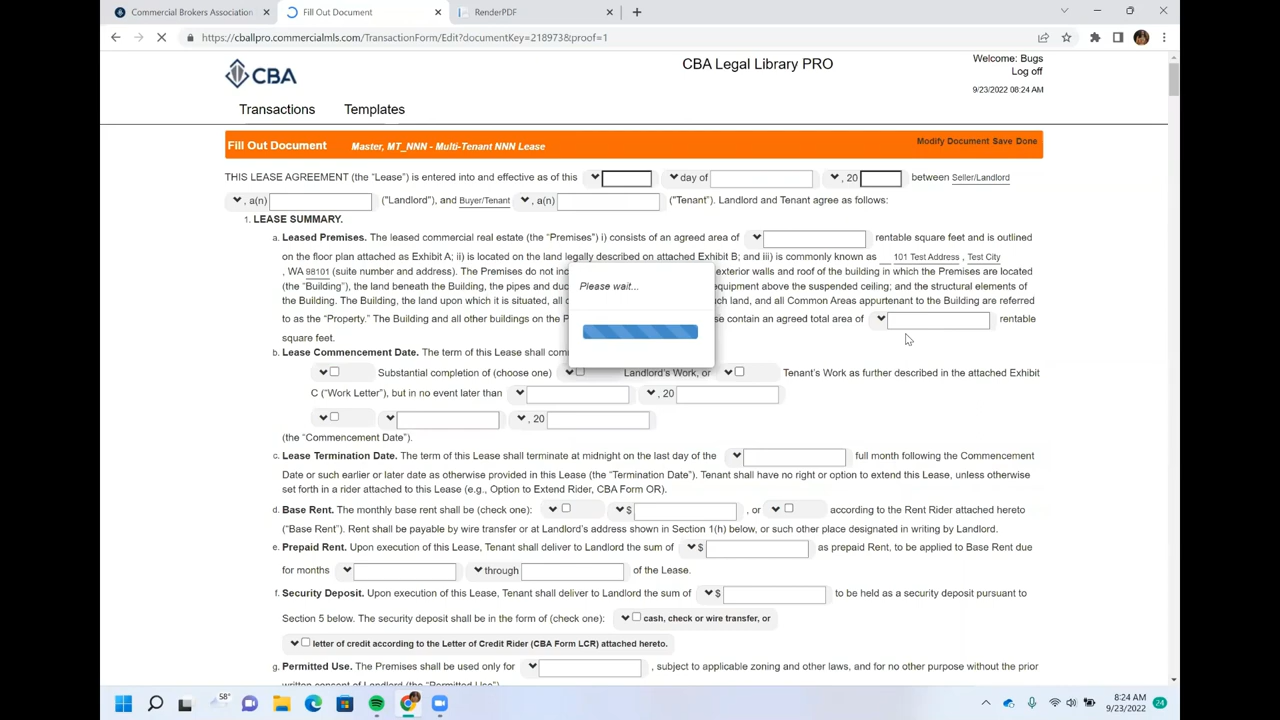 Commercial Brokers Association
Fill Out Document
RenderPDF
https://cballpro.commercialmls.com/TransactionForm/Edit?documentKey=218973&proof=1
CBA
CBA Legal Library PRO
Welcome: Bugs
Log off
9/23/2022 08:24 AM
Transactions Templates
Fill Out Document Master, MT_NNN - Multi-Tenant NNN Lease Modify Document Save Done
THIS LEASE AGREEMENT (the “Lease”) is entered into and effective as of this day of , 20 between Seller/Landlord
, a(n) ("Landlord"), and Buyer/Tenant , a(n) ("Tenant"). Landlord and Tenant agree as follows:
1. LEASE SUMMARY.
a. Leased Premises. The leased commercial real estate (the “Premises”) i) consists of an agreed area of rentable square feet and is outlined
on the floor plan attached as Exhibit A; ii) is located on the land legally described on attached Exhibit B; and iii) is commonly known as 101 Test Address , Test City
, WA 98101 (suite number and address). The Premises do not exterior walls and roof of the building in which the Premises are located
(the “Building”), the land beneath the Building, the pipes and equipment above the suspended ceiling; and the structural elements of
the Building. The Building, the land upon which it is situated, such land, and all Common Areas appurtenant to the Building are referred
to as the “Property.” The Building and all other buildings on the contain an agreed total area of rentable
square feet.
b. Lease Commencement Date. The term of this Lease shall
Substantial completion of (choose one) Landlord's Work, or Tenant's Work as further described in the attached Exhibit
C (“Work Letter”), but in no event later than , 20
, 20
(the “Commencement Date”).
c. Lease Termination Date. The term of this Lease shall terminate at midnight on the last day of the full month following the Commencement
Date or such earlier or later date as otherwise provided in this Lease (the “Termination Date”). Tenant shall have no right or option to extend this Lease, unless otherwise
set forth in a rider attached to this Lease (e.g., Option to Extend Rider, CBA Form OR).
d. Base Rent. The monthly base rent shall be (check one): $ , or according to the Rent Rider attached hereto
(“Base Rent”). Rent shall be payable by wire transfer or at Landlord's address shown in Section 1(h) below, or such other place designated in writing by Landlord.
e. Prepaid Rent. Upon execution of this Lease, Tenant shall deliver to Landlord the sum of $ as prepaid Rent, to be applied to Base Rent due
for months through of the Lease.
f. Security Deposit. Upon execution of this Lease, Tenant shall deliver to Landlord the sum of $ to be held as a security deposit pursuant to
Section 5 below. The security deposit shall be in the form of (check one): cash, check or wire transfer, or
letter of credit according to the Letter of Credit Rider (CBA Form LCR) attached hereto.
g. Permitted Use. The Premises shall be used only for , subject to applicable zoning and other laws, and for no other purpose without the prior
written consent of Landlord (the “Permitted Use”).
Please wait...
58°
8:24 AM
9/23/2022
24